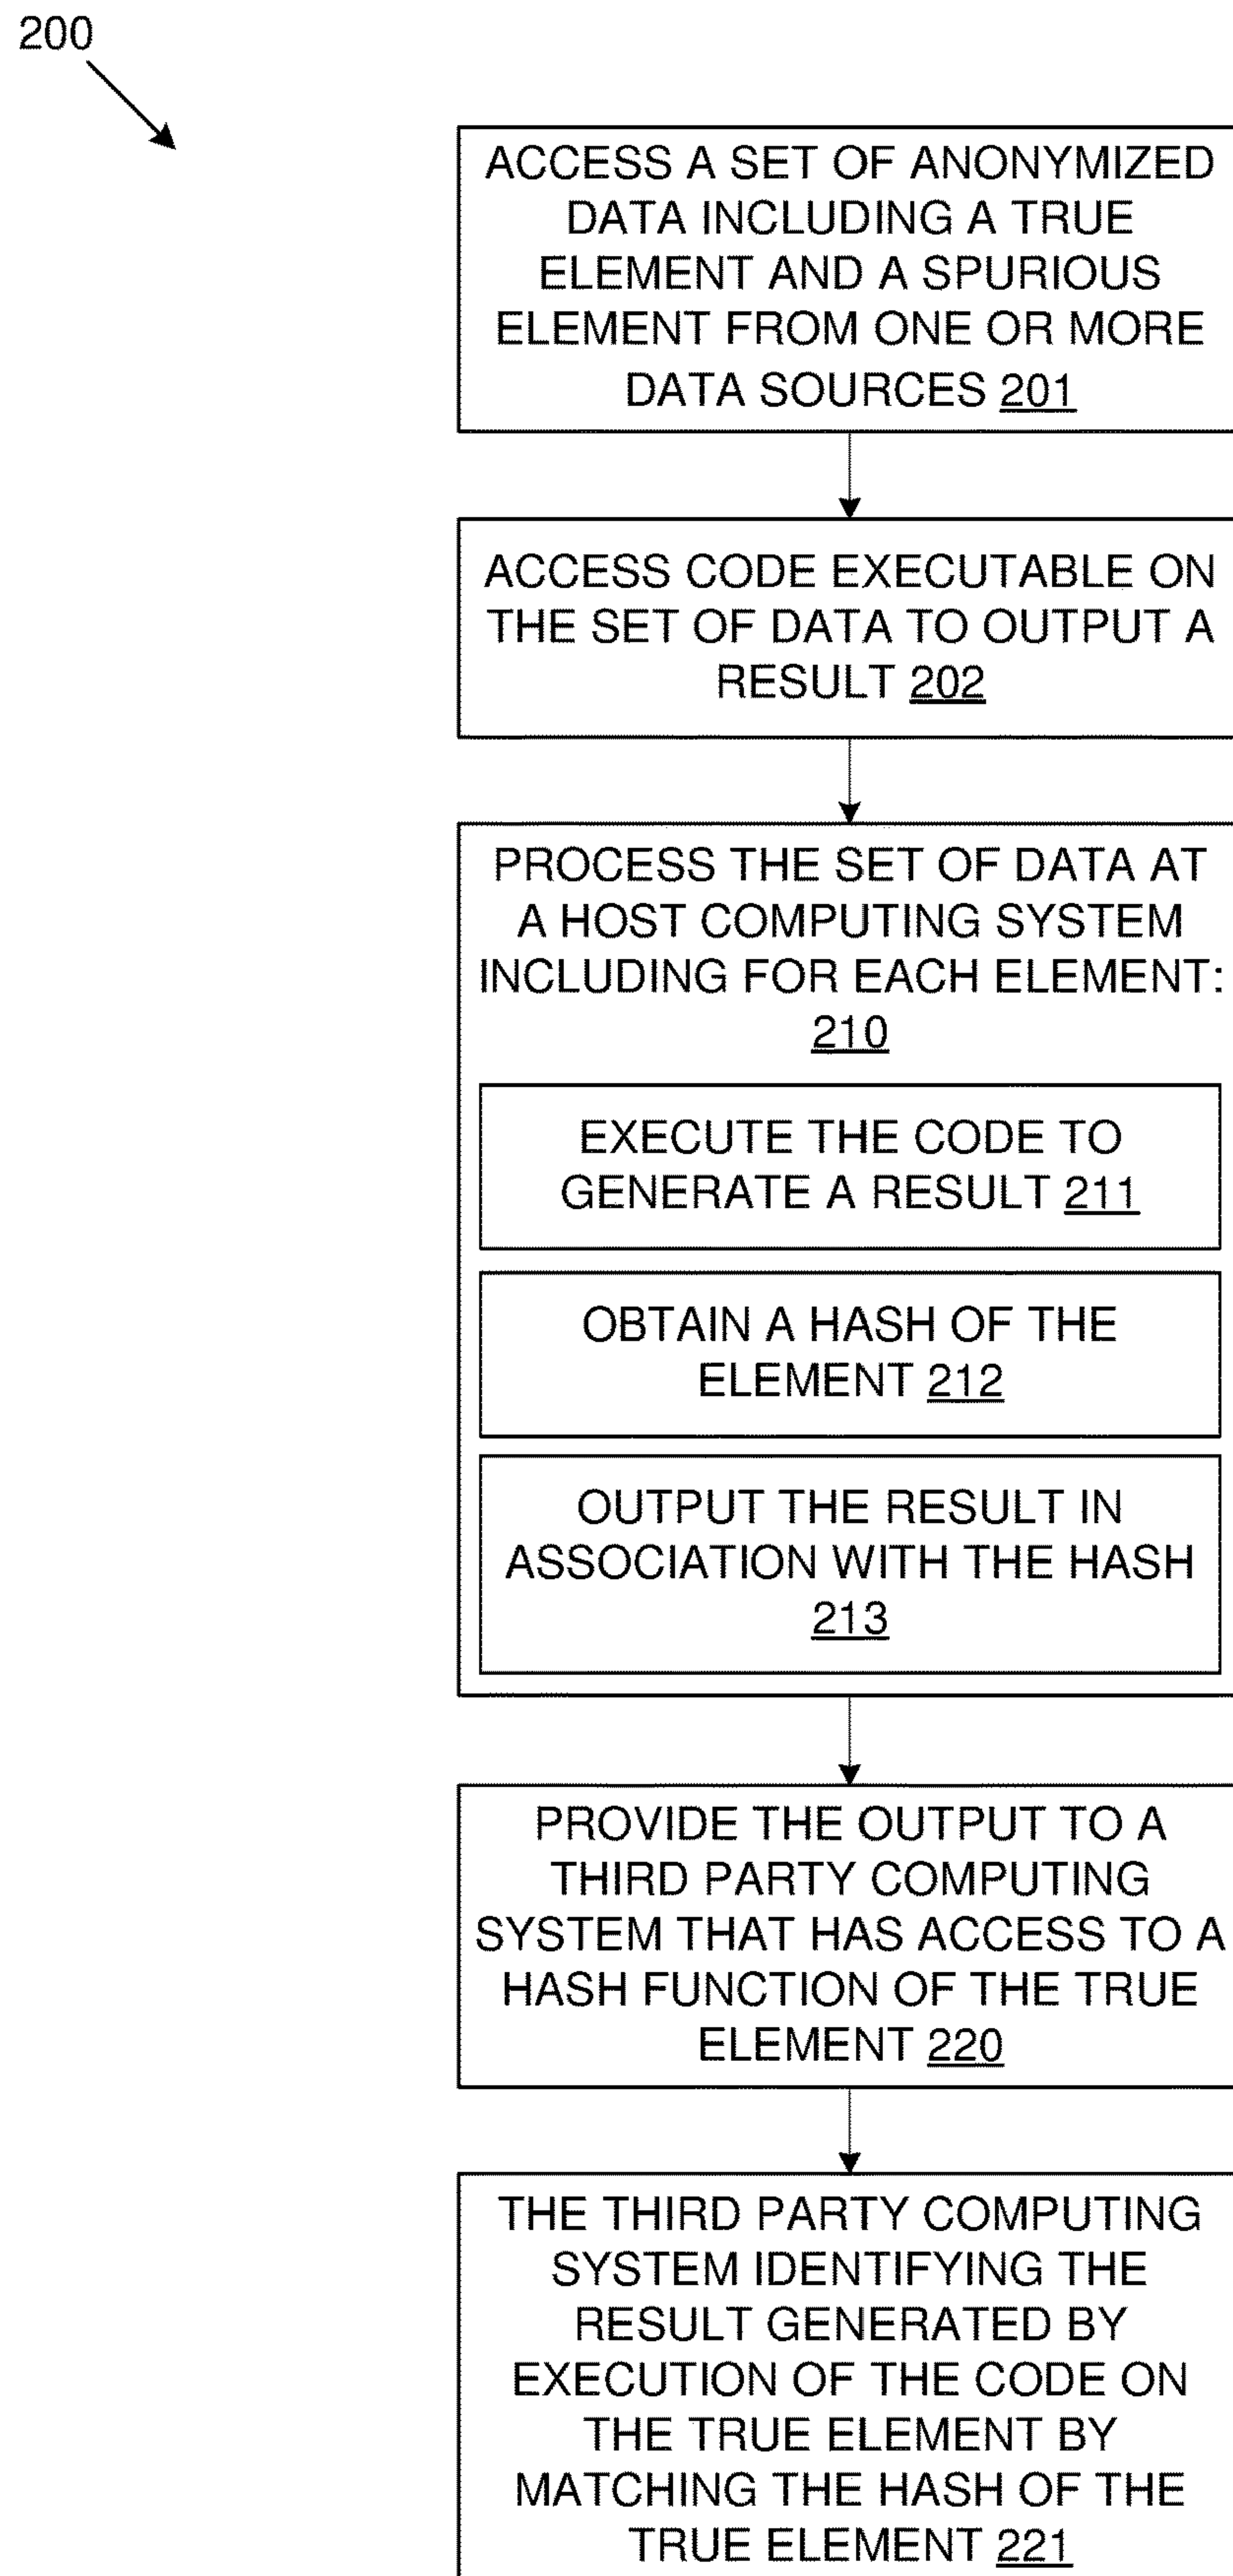 200
ACCESS A SET OF ANONYMIZED
DATA INCLUDING A TRUE
ELEMENT AND A SPURIOUS
ELEMENT FROM ONE OR MORE
DATA SOURCES 201
ACCESS CODE EXECUTABLE ON
THE SET OF DATA TO OUTPUT A
RESULT 202
PROCESS THE SET OF DATA AT
A HOST COMPUTING SYSTEM
INCLUDING FOR EACH ELEMENT:
210
EXECUTE THE CODE TO
GENERATE A RESULT 211
OBTAIN A HASH OF THE
ELEMENT 212
OUTPUT THE RESULT IN
ASSOCIATION WITH THE HASH
213
PROVIDE THE OUTPUT TO A
THIRD PARTY COMPUTING
SYSTEM THAT HAS ACCESS TO A
HASH FUNCTION OF THE TRUE
ELEMENT 220
THE THIRD PARTY COMPUTING
SYSTEM IDENTIFYING THE
RESULT GENERATED BY
EXECUTION OF THE CODE ON
THE TRUE ELEMENT BY
MATCHING THE HASH OF THE
TRUE ELEMENT 221